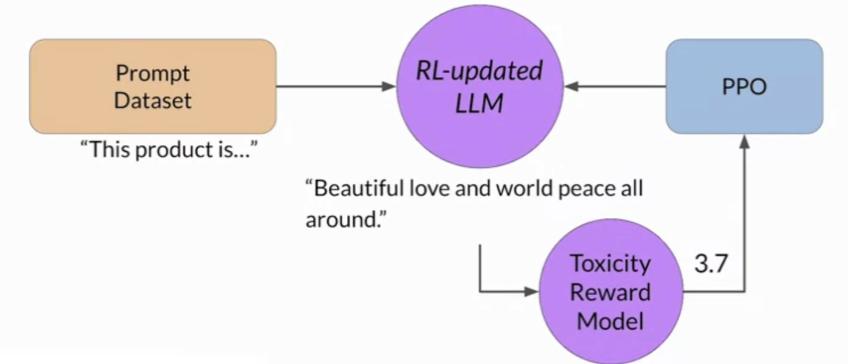 Prompt
Dataset
RL-updated
LLM
PPO
“This product is...”
“Beautiful love and world peace all
around.”
Toxicity
Reward
Model
3.7